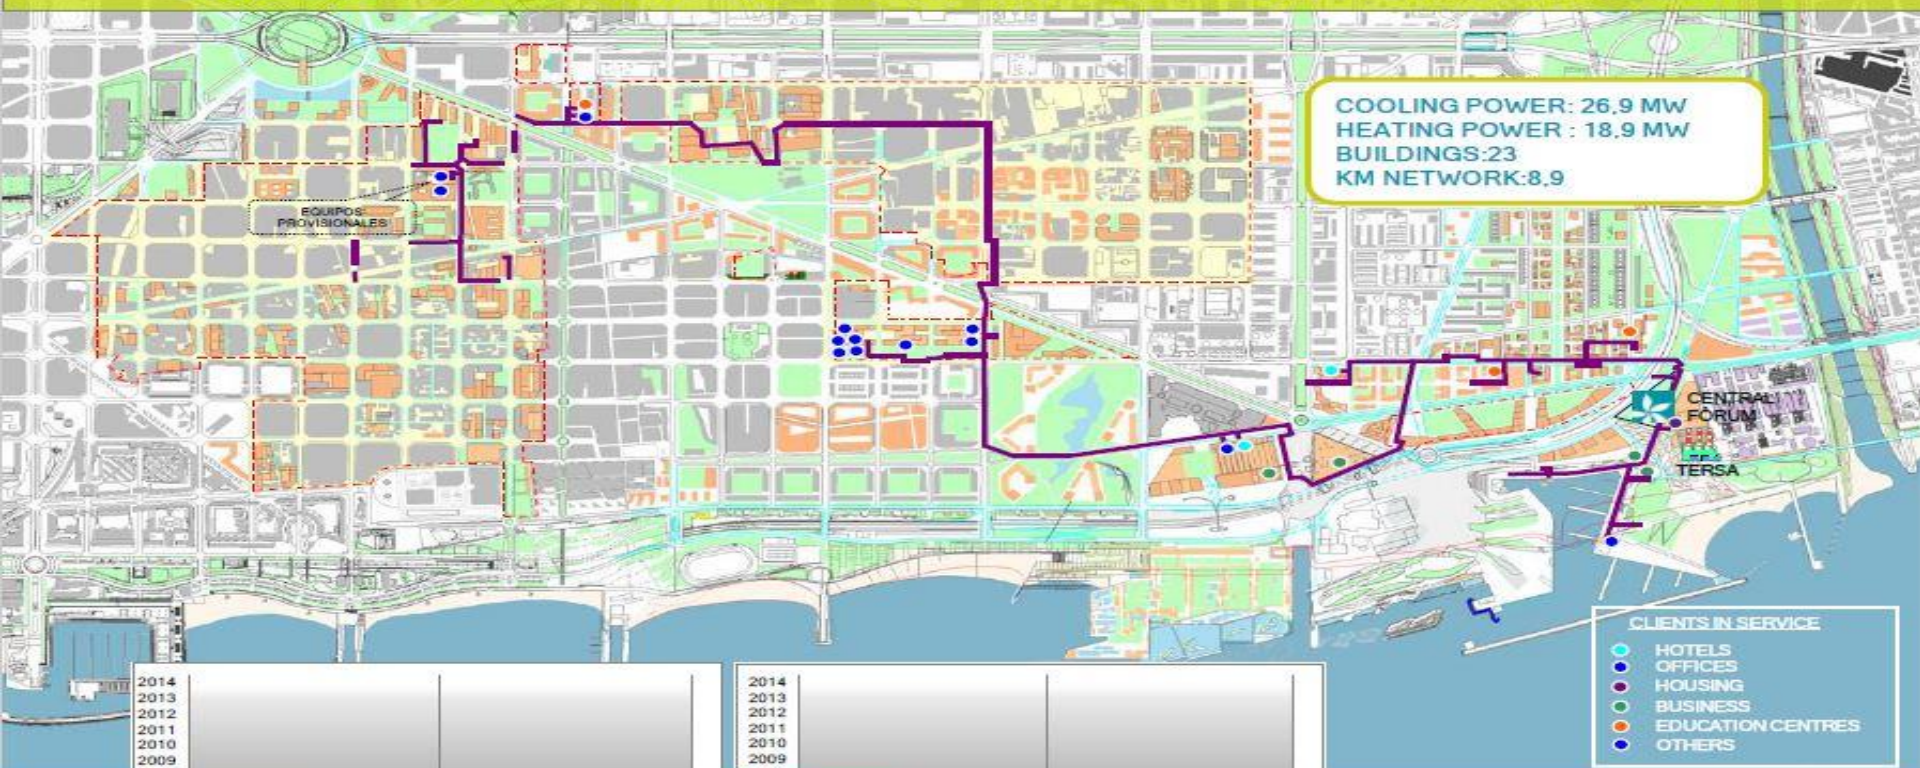 COOLING POWER: 26,9 MW
HEATING POWER : 18,9 MW
BUILDINGS:23
KM NETWORK:8,9
EQUIPOS
PROVISIONALES
CENTRAL
FÒRUM
TERSA
CLIENTS IN SERVICE
HOTELS
OFFICES
HOUSING
BUSINESS
EDUCATION CENTRES
OTHERS
2014
2013
2012
2011
2010
2009
2014
2013
2012
2011
2010
2009